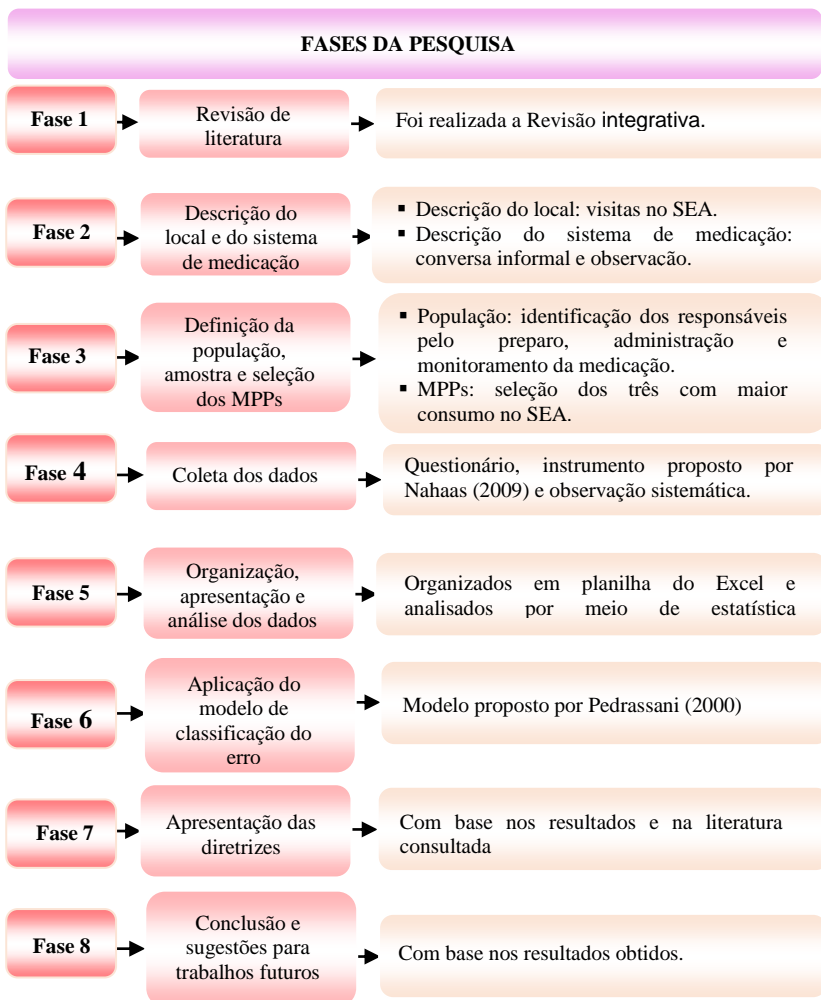 FASES DA PESQUISA
Fase 1
Revisão de
literatura
Foi realizada a Revisão integrativa.
Fase 2
Descrição do
local e do sistema
de medicação
▪ Descrição do local: visitas no SEA.
▪ Descrição do sistema de medicação:
conversa informal e observacão.
Fase 3
Definição da
população,
amostra e seleção
dos MPPs
▪ População: identificação dos responsáveis
pelo preparo, administração e
monitoramento da medicação.
▪ MPPs: seleção dos três com maior
consumo no SEA.
Fase 4
Coleta dos dados
Questionário, instrumento proposto por
Nahaas (2009) e observação sistemática.
Fase 5
Organização,
apresentação e
análise dos dados
Organizados em planilha do Excel e
analisados por meio de estatística
Fase 6
Aplicação do
modelo de
classificação do
erro
Modelo proposto por Pedrassani (2000)
Fase 7
Apresentação das
diretrizes
Com base nos resultados e na literatura
consultada
Fase 8
Conclusão e
sugestões para
trabalhos futuros
Com base nos resultados obtidos.